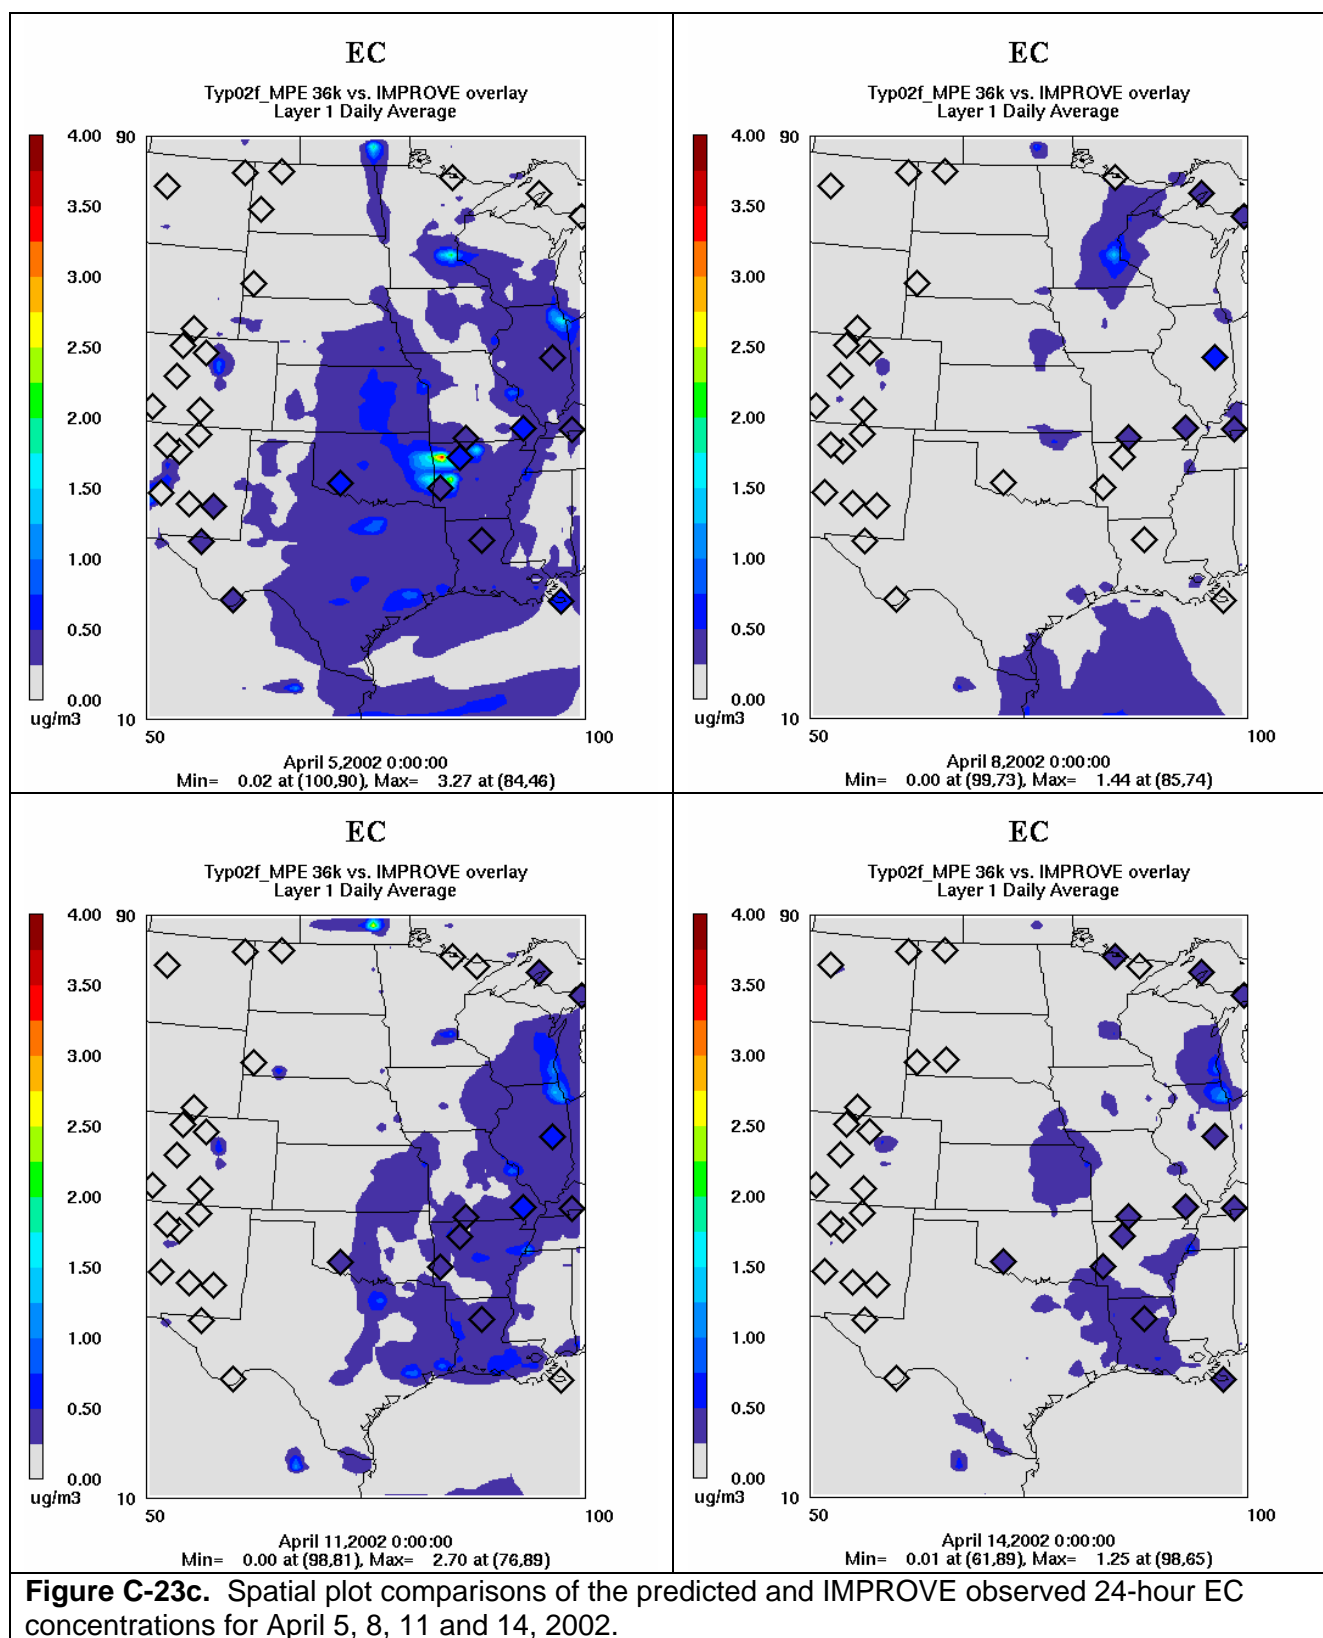 EC
Typ02f_MPE 36k vs. IMPROVE overlay
Layer 1 Daily Average
90
4.00
3.50
3.00
2.50
2.00
1.50
1.00
0.50
0.00
ug/m3
10
50
100
April 5,2002 0:00:00
Min= 0.02 at (100,90), Max= 3.27 at (84,46)
EC
Typ02f_MPE 36k vs. IMPROVE overlay
Layer 1 Daily Average
90
4.00
3.50
3.00
2.50
2.00
1.50
1.00
0.50
0.00
ug/m3
10
50
100
April 8,2002 0:00:00
Min= 0.00 at (99,73), Max= 1.44 at (85,74)
EC
Typ02f_MPE 36k vs. IMPROVE overlay
Layer 1 Daily Average
90
4.00
3.50
3.00
2.50
2.00
1.50
1.00
0.50
0.00
ug/m3
10
50
100
April 11,2002 0:00:00
Min= 0.00 at (98,81), Max= 2.70 at (76,89)
EC
Typ02f_MPE 36k vs. IMPROVE overlay
Layer 1 Daily Average
90
4.00
3.50
3.00
2.50
2.00
1.50
1.00
0.50
0.00
ug/m3
10
50
100
April 14,2002 0:00:00
Min= 0.01 at (61,89), Max= 1.25 at (98,65)
Figure C-23c. Spatial plot comparisons of the predicted and IMPROVE observed 24-hour EC
concentrations for April 5, 8, 11 and 14, 2002.